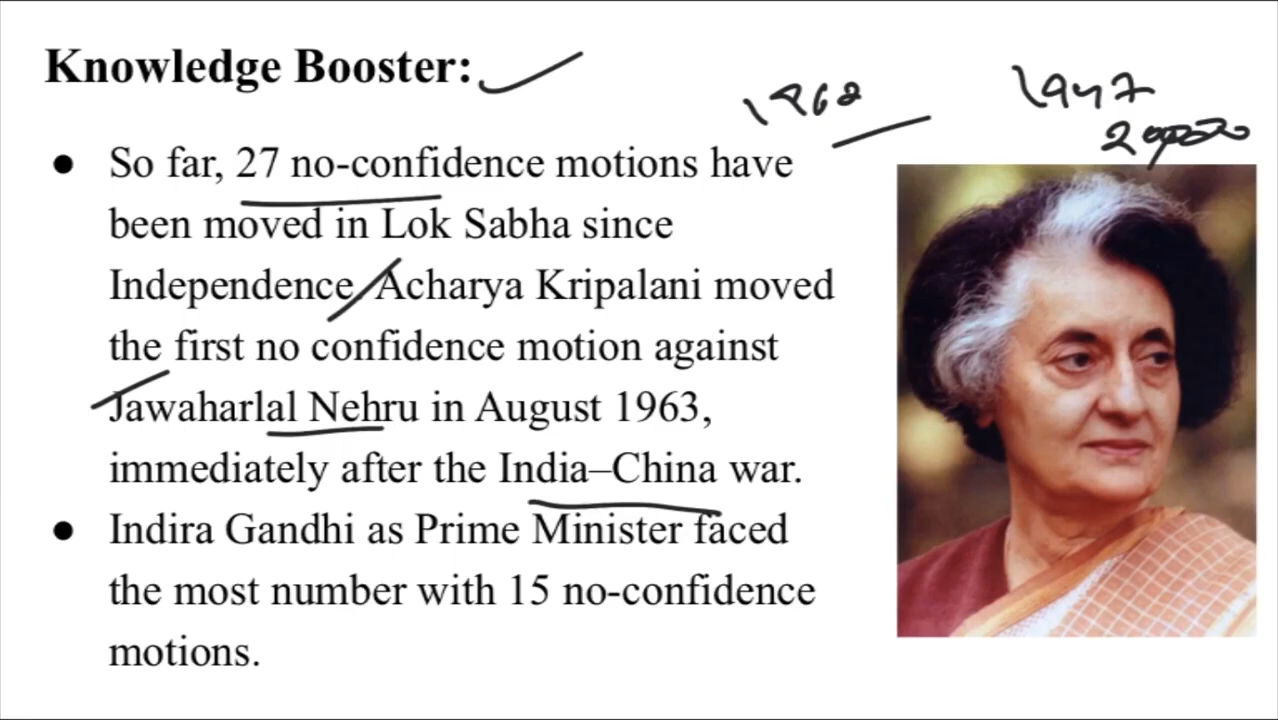 Knowledge Booster:
1962
1947
● So far, 27 no-confidence motions have
been moved in Lok Sabha since
Independence. Acharya Kripalani moved
the first no confidence motion against
Jawaharlal Nehru in August 1963,
immediately after the India–China war.
● Indira Gandhi as Prime Minister faced
the most number with 15 no-confidence
motions.